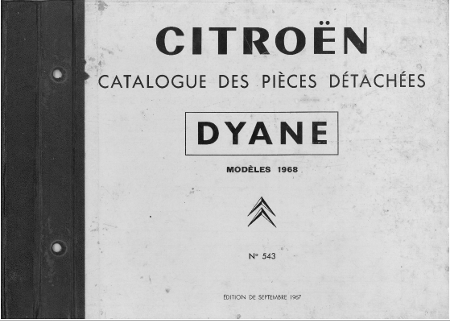 CITROËN
CATALOGUE DES PIÈCES DÉTACHÉES
DYANE
MODÈLES 1968
N° 543
ÉDITION DE SEPTEMBRE 1967